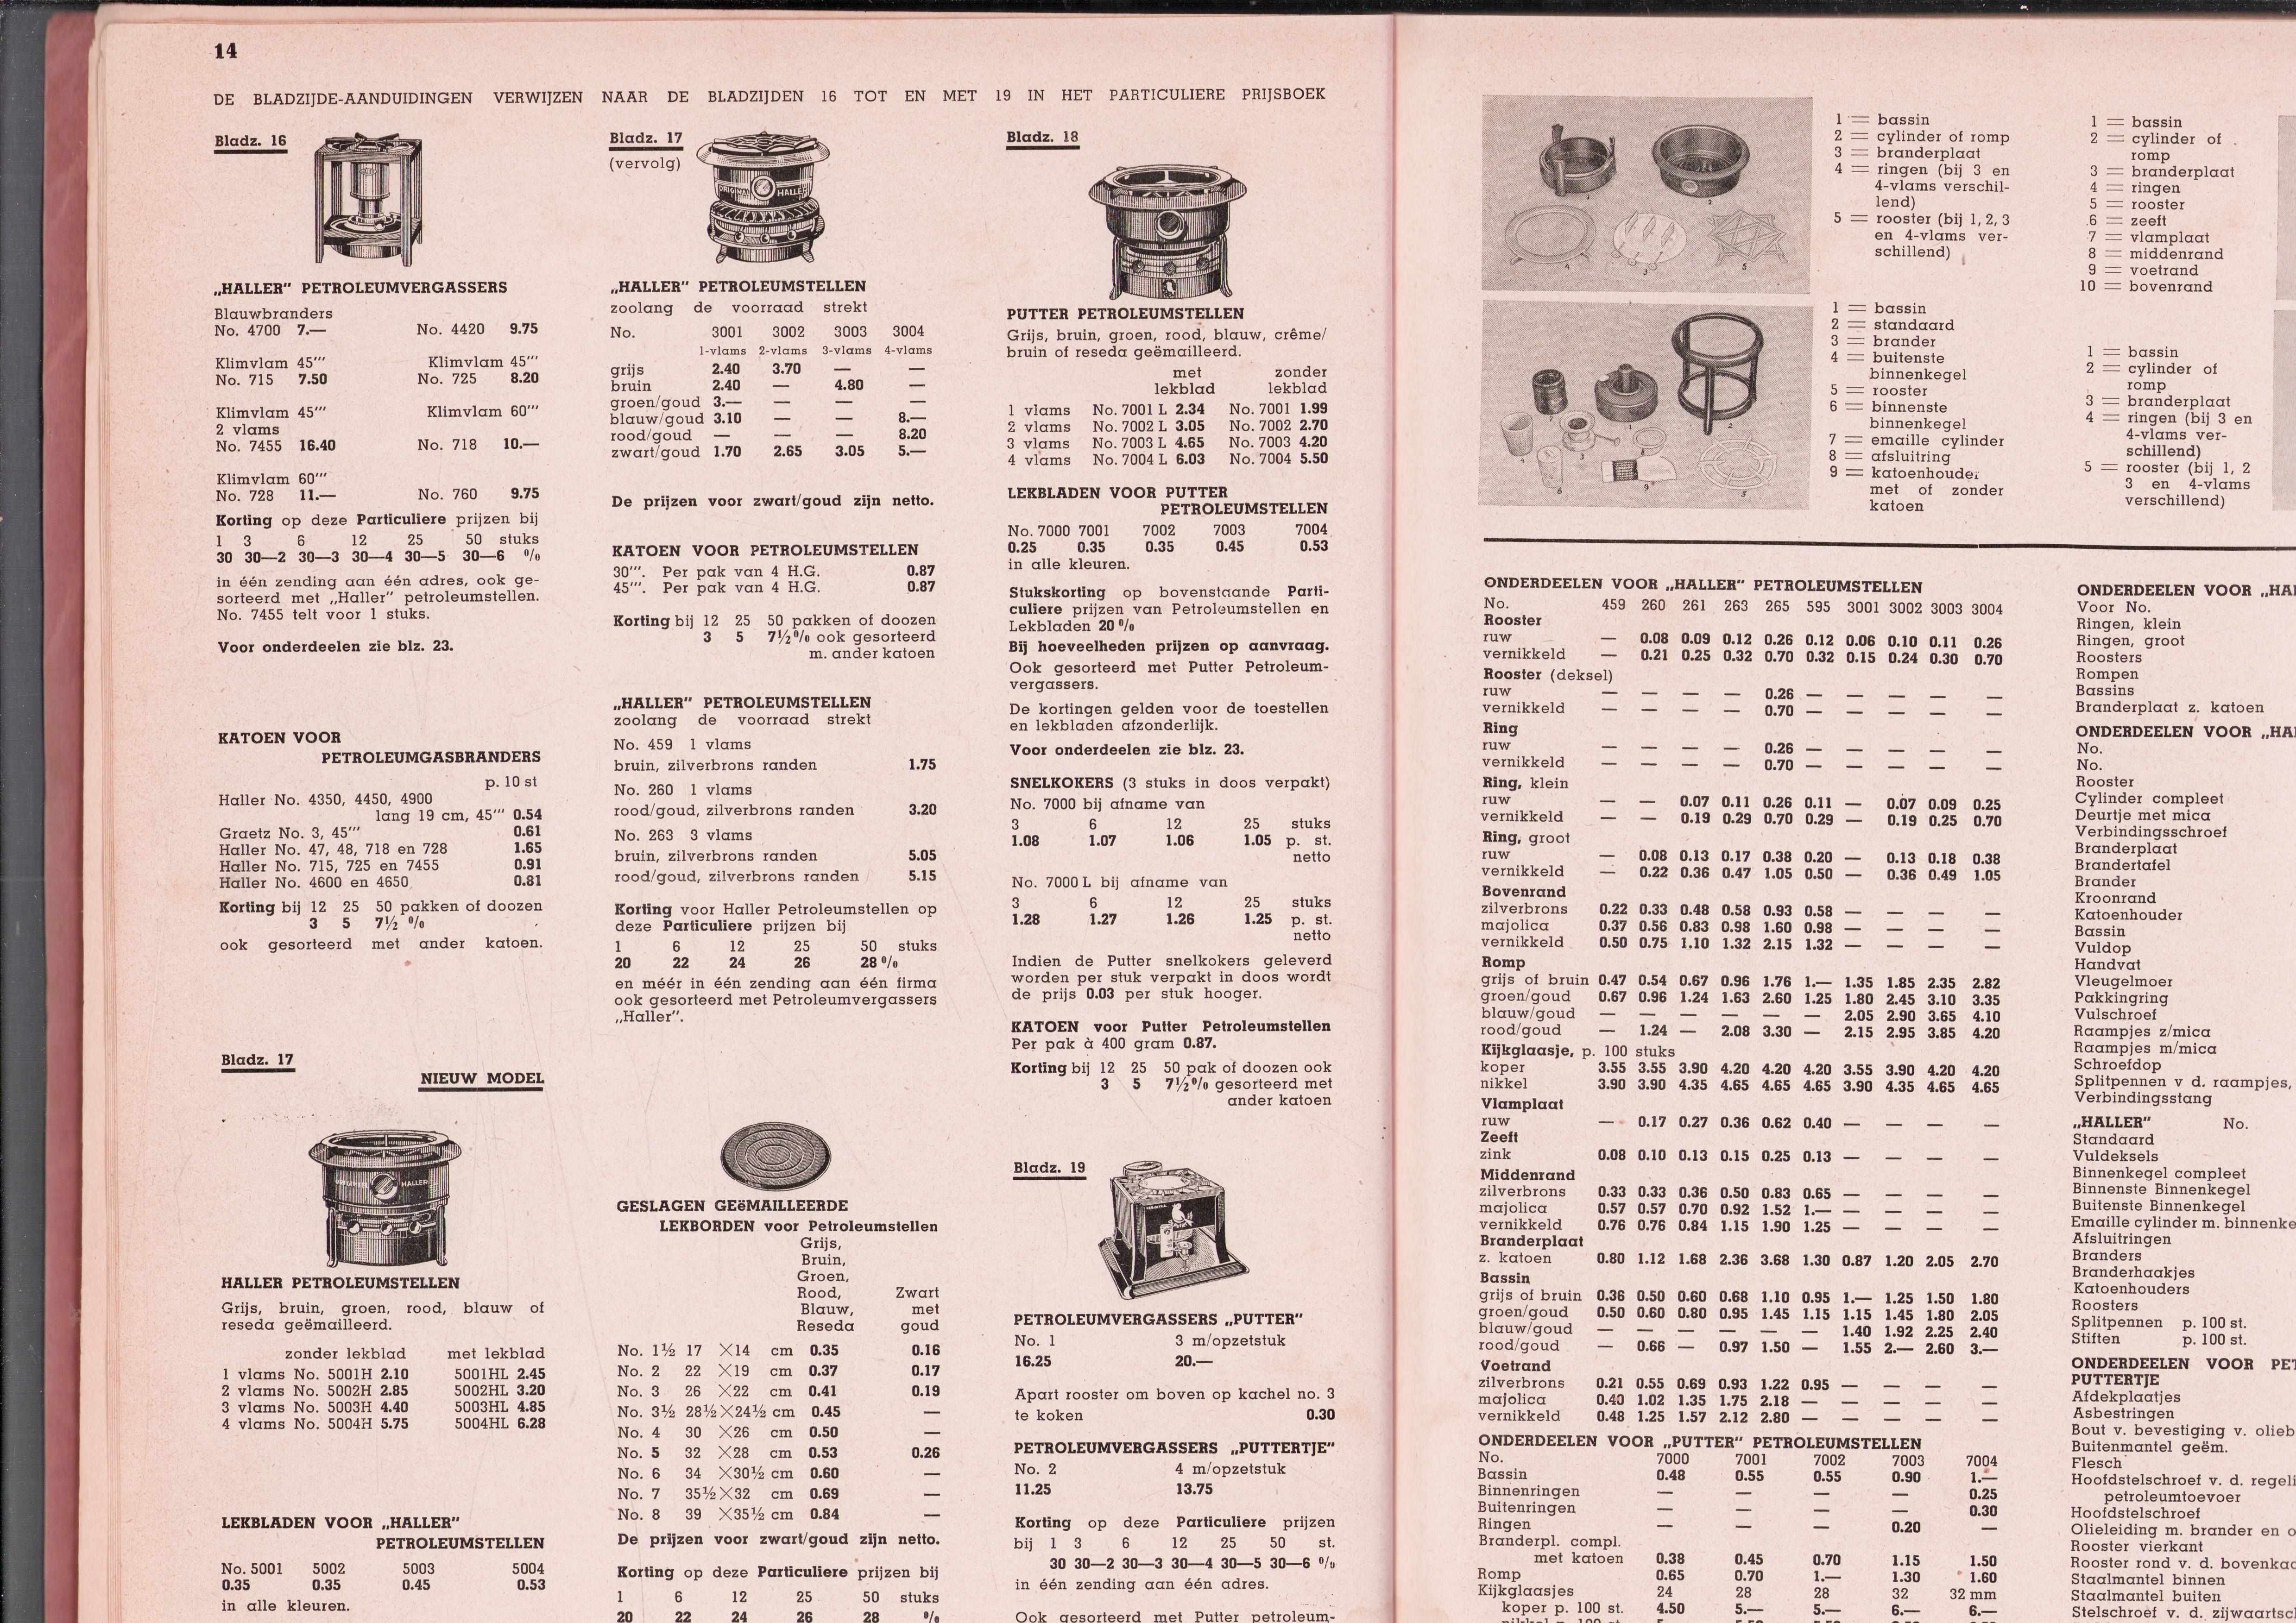 14
DE BLADZIJDE-AANDUIDINGEN VERWIJZEN NAAR DE BLADZIJDEN 16 TOT EN MET 19 IN HET PARTICULIERE PRIJSBOEK
Bladz. 16
„HALLER" PETROLEUMVERGASSERS
Blauwbranders
No. 4700 7.— No. 4420 9.75
Klimvlam 45‴ Klimvlam 45‴
No. 715 7.50 No. 725 8.20
Klimvlam 45‴ Klimvlam 60‴
2 vlams
No. 7455 16.40 No. 718 10.—
Klimvlam 60‴
No. 728 11.— No. 760 9.75
Korting op deze Particuliere prijzen bij
1 3 6 12 25 50 stuks
30 30—2 30—3 30—4 30—5 30—6 %
in één zending aan één adres, ook ge-
sorteerd met „Haller" petroleumstellen.
No. 7455 telt voor 1 stuks.
Voor onderdeelen zie blz. 23.
KATOEN VOOR
PETROLEUMGASBRANDERS
p. 10 st
Haller No. 4350, 4450, 4900
lang 19 cm, 45‴ 0.54
Graetz No. 3, 45‴ 0.61
Haller No. 47, 48, 718 en 728 1.65
Haller No. 715, 725 en 7455 0.91
Haller No. 4600 en 4650 0.81
Korting bij 12 25 50 pakken of doozen
3 5 7½ %
ook gesorteerd met ander katoen.
Bladz. 17
NIEUW MODEL
ORIGINAL HALLER
HALLER PETROLEUMSTELLEN
Grijs, bruin, groen, rood, blauw of
reseda geëmailleerd.
zonder lekblad met lekblad
1 vlams No. 5001H 2.10 5001HL 2.45
2 vlams No. 5002H 2.85 5002HL 3.20
3 vlams No. 5003H 4.40 5003HL 4.85
4 vlams No. 5004H 5.75 5004HL 6.28
LEKBLADEN VOOR „HALLER"
PETROLEUMSTELLEN
No. 5001 5002 5003 5004
0.35 0.35 0.45 0.53
in alle kleuren.
Bladz. 17
(vervolg)
ORIGINAL HALLER
„HALLER" PETROLEUMSTELLEN
zoolang de voorraad strekt
No. 3001 3002 3003 3004
1-vlams 2-vlams 3-vlams 4-vlams
grijs 2.40 3.70 — —
bruin 2.40 — 4.80 —
groen/goud 3.— — — —
blauw/goud 3.10 — — 8.—
rood/goud — — — 8.20
zwart/goud 1.70 2.65 3.05 5.—
De prijzen voor zwart/goud zijn netto.
KATOEN VOOR PETROLEUMSTELLEN
30‴. Per pak van 4 H.G. 0.87
45‴. Per pak van 4 H.G. 0.87
Korting bij 12 25 50 pakken of doozen
3 5 7½% ook gesorteerd
m. ander katoen
„HALLER" PETROLEUMSTELLEN
zoolang de voorraad strekt
No. 459 1 vlams
bruin, zilverbrons randen 1.75
No. 260 1 vlams
rood/goud, zilverbrons randen 3.20
No. 263 3 vlams
bruin, zilverbrons randen 5.05
rood/goud, zilverbrons randen 5.15
Korting voor Haller Petroleumstellen op
deze Particuliere prijzen bij
1 6 12 25 50 stuks
20 22 24 26 28 %
en méér in één zending aan één firma
ook gesorteerd met Petroleumvergassers
„Haller".
GESLAGEN GEëMAILLEERDE
LEKBORDEN voor Petroleumstellen
Grijs,
Bruin,
Groen,
Rood, Zwart
Blauw, met
Reseda goud
No. 1½ 17 ×14 cm 0.35 0.16
No. 2 22 ×19 cm 0.37 0.17
No. 3 26 ×22 cm 0.41 0.19
No. 3½ 28½×24½ cm 0.45 —
No. 4 30 ×26 cm 0.50 —
No. 5 32 ×28 cm 0.53 0.26
No. 6 34 ×30½ cm 0.60 —
No. 7 35½×32 cm 0.69 —
No. 8 39 ×35½ cm 0.84 —
De prijzen voor zwart/goud zijn netto.
Korting op deze Particuliere prijzen bij
1 6 12 25 50 stuks
20 22 24 26 28 %
Bladz. 18
PUTTER PETROLEUMSTELLEN
Grijs, bruin, groen, rood, blauw, crême/
bruin of reseda geëmailleerd.
met zonder
lekblad lekblad
1 vlams No. 7001 L 2.34 No. 7001 1.99
2 vlams No. 7002 L 3.05 No. 7002 2.70
3 vlams No. 7003 L 4.65 No. 7003 4.20
4 vlams No. 7004 L 6.03 No. 7004 5.50
LEKBLADEN VOOR PUTTER
PETROLEUMSTELLEN
No. 7000 7001 7002 7003 7004
0.25 0.35 0.35 0.45 0.53
in alle kleuren.
Stukskorting op bovenstaande Parti-
culiere prijzen van Petroleumstellen en
Lekbladen 20 %
Bij hoeveelheden prijzen op aanvraag.
Ook gesorteerd met Putter Petroleum-
vergassers.
De kortingen gelden voor de toestellen
en lekbladen afzonderlijk.
Voor onderdeelen zie blz. 23.
SNELKOKERS (3 stuks in doos verpakt)
No. 7000 bij afname van
3 6 12 25 stuks
1.08 1.07 1.06 1.05 p. st.
netto
No. 7000 L bij afname van
3 6 12 25 stuks
1.28 1.27 1.26 1.25 p. st.
netto
Indien de Putter snelkokers geleverd
worden per stuk verpakt in doos wordt
de prijs 0.03 per stuk hooger.
KATOEN voor Putter Petroleumstellen
Per pak à 400 gram 0.87.
Korting bij 12 25 50 pak of doozen ook
3 5 7½% gesorteerd met
ander katoen
Bladz. 19
PETROLEUMVERGASSERS „PUTTER"
No. 1 3 m/opzetstuk
16.25 20.—
Apart rooster om boven op kachel no. 3
te koken 0.30
PETROLEUMVERGASSERS „PUTTERTJE"
No. 2 4 m/opzetstuk
11.25 13.75
Korting op deze Particuliere prijzen
bij 1 3 6 12 25 50 st.
30 30—2 30—3 30—4 30—5 30—6 %
in één zending aan één adres.
Ook gesorteerd met Putter petroleum-
1 = bassin
2 = cylinder of romp
3 = branderplaat
4 = ringen (bij 3 en
4-vlams verschil-
lend)
5 = rooster (bij 1, 2, 3
en 4-vlams ver-
schillend)
1 = bassin
2 = standaard
3 = brander
4 = buitenste
binnenkegel
5 = rooster
6 = binnenste
binnenkegel
7 = emaille cylinder
8 = afsluitring
9 = katoenhouder
met of zonder
katoen
1 = bassin
2 = cylinder of
romp
3 = branderplaat
4 = ringen
5 = rooster
6 = zeeft
7 = vlamplaat
8 = middenrand
9 = voetrand
10 = bovenrand
1 = bassin
2 = cylinder of
romp
3 = branderplaat
4 = ringen (bij 3 en
4-vlams ver-
schillend)
5 = rooster (bij 1, 2
3 en 4-vlams
verschillend)
ONDERDEELEN VOOR „HALLER" PETROLEUMSTELLEN
No. 459 260 261 263 265 595 3001 3002 3003 3004
Rooster
ruw — 0.08 0.09 0.12 0.26 0.12 0.06 0.10 0.11 0.26
vernikkeld — 0.21 0.25 0.32 0.70 0.32 0.15 0.24 0.30 0.70
Rooster (deksel)
ruw — — — — 0.26 — — — — —
vernikkeld — — — — 0.70 — — — — —
Ring
ruw — — — — 0.26 — — — — —
vernikkeld — — — — 0.70 — — — — —
Ring, klein
ruw — — 0.07 0.11 0.26 0.11 — 0.07 0.09 0.25
vernikkeld — — 0.19 0.29 0.70 0.29 — 0.19 0.25 0.70
Ring, groot
ruw — 0.08 0.13 0.17 0.38 0.20 — 0.13 0.18 0.38
vernikkeld — 0.22 0.36 0.47 1.05 0.50 — 0.36 0.49 1.05
Bovenrand
zilverbrons 0.22 0.33 0.48 0.58 0.93 0.58 — — — —
majolica 0.37 0.56 0.83 0.98 1.60 0.98 — — — —
vernikkeld 0.50 0.75 1.10 1.32 2.15 1.32 — — — —
Romp
grijs of bruin 0.47 0.54 0.67 0.96 1.76 1.— 1.35 1.85 2.35 2.82
groen/goud 0.67 0.96 1.24 1.63 2.60 1.25 1.80 2.45 3.10 3.35
blauw/goud — — — — — — 2.05 2.90 3.65 4.10
rood/goud — 1.24 — 2.08 3.30 — 2.15 2.95 3.85 4.20
Kijkglaasje, p. 100 stuks
koper 3.55 3.55 3.90 4.20 4.20 4.20 3.55 3.90 4.20 4.20
nikkel 3.90 3.90 4.35 4.65 4.65 4.65 3.90 4.35 4.65 4.65
Vlamplaat
ruw — 0.17 0.27 0.36 0.62 0.40 — — — —
Zeeft
zink 0.08 0.10 0.13 0.15 0.25 0.13 — — — —
Middenrand
zilverbrons 0.33 0.33 0.36 0.50 0.83 0.65 — — — —
majolica 0.57 0.57 0.70 0.92 1.52 1.— — — — —
vernikkeld 0.76 0.76 0.84 1.15 1.90 1.25 — — — —
Branderplaat
z. katoen 0.80 1.12 1.68 2.36 3.68 1.30 0.87 1.20 2.05 2.70
Bassin
grijs of bruin 0.36 0.50 0.60 0.68 1.10 0.95 1.— 1.25 1.50 1.80
groen/goud 0.50 0.60 0.80 0.95 1.45 1.15 1.15 1.45 1.80 2.05
blauw/goud — — — — — — 1.40 1.92 2.25 2.40
rood/goud — 0.66 — 0.97 1.50 — 1.55 2.— 2.60 3.—
Voetrand
zilverbrons 0.21 0.55 0.69 0.93 1.22 0.95 — — — —
majolica 0.40 1.02 1.35 1.75 2.18 — — — — —
vernikkeld 0.48 1.25 1.57 2.12 2.80 — — — — —
ONDERDEELEN VOOR „PUTTER" PETROLEUMSTELLEN
No. 7000 7001 7002 7003 7004
Bassin 0.48 0.55 0.55 0.90 1.—
Binnenringen — — — — 0.25
Buitenringen — — — — 0.30
Ringen — — — 0.20 —
Branderpl. compl.
met katoen 0.38 0.45 0.70 1.15 1.50
Romp 0.65 0.70 1.— 1.30 1.60
Kijkglaasjes 24 28 28 32 32 mm
koper p. 100 st. 4.50 5.— 5.— 6.— 6.—
ONDERDEELEN VOOR „HA
Voor No.
Ringen, klein
Ringen, groot
Roosters
Rompen
Bassins
Branderplaat z. katoen
ONDERDEELEN VOOR „HA
No.
No.
Rooster
Cylinder compleet
Deurtje met mica
Verbindingsschroef
Branderplaat
Brandertafel
Brander
Kroonrand
Katoenhouder
Bassin
Vuldop
Handvat
Vleugelmoer
Pakkingring
Vulschroef
Raampjes z/mica
Raampjes m/mica
Schroefdop
Splitpennen v d. raampjes,
Verbindingsstang
„HALLER" No.
Standaard
Vuldeksels
Binnenkegel compleet
Binnenste Binnenkegel
Buitenste Binnenkegel
Emaille cylinder m. binnenke
Afsluitringen
Branders
Branderhaakjes
Katoenhouders
Roosters
Splitpennen p. 100 st.
Stiften p. 100 st.
ONDERDEELEN VOOR PET
PUTTERTJE
Afdekplaatjes
Asbestringen
Bout v. bevestiging v. olieb
Buitenmantel geëm.
Flesch
Hoofdstelschroef v. d. regeli
petroleumtoevoer
Hoofdstelschroef
Olieleiding m. brander en o
Rooster vierkant
Rooster rond v. d. bovenkac
Staalmantel binnen
Staalmantel buiten
Stelschroef v. d. zijwaartsc